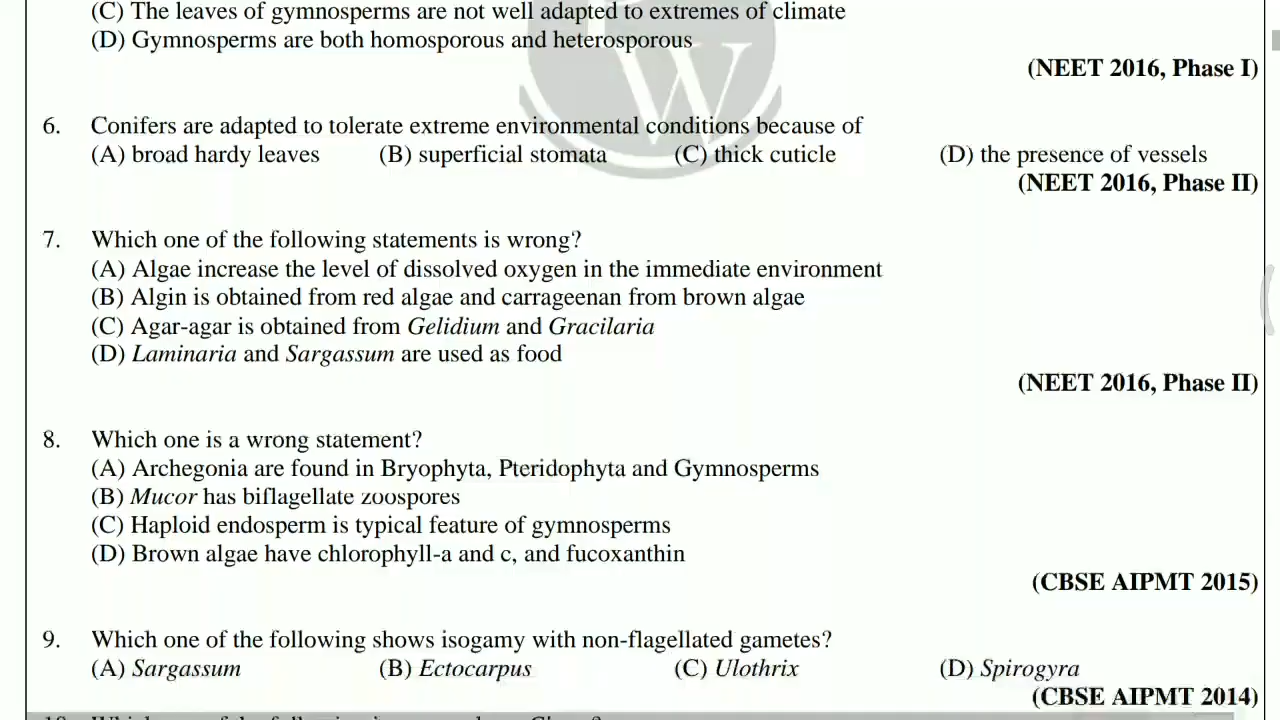 (C) The leaves of gymnosperms are not well adapted to extremes of climate
(D) Gymnosperms are both homosporous and heterosporous
(NEET 2016, Phase I)
6. Conifers are adapted to tolerate extreme environmental conditions because of
(A) broad hardy leaves (B) superficial stomata (C) thick cuticle (D) the presence of vessels
(NEET 2016, Phase II)
7. Which one of the following statements is wrong?
(A) Algae increase the level of dissolved oxygen in the immediate environment
(B) Algin is obtained from red algae and carrageenan from brown algae
(C) Agar-agar is obtained from Gelidium and Gracilaria
(D) Laminaria and Sargassum are used as food
(NEET 2016, Phase II)
8. Which one is a wrong statement?
(A) Archegonia are found in Bryophyta, Pteridophyta and Gymnosperms
(B) Mucor has biflagellate zoospores
(C) Haploid endosperm is typical feature of gymnosperms
(D) Brown algae have chlorophyll-a and c, and fucoxanthin
(CBSE AIPMT 2015)
9. Which one of the following shows isogamy with non-flagellated gametes?
(A) Sargassum (B) Ectocarpus (C) Ulothrix (D) Spirogyra
(CBSE AIPMT 2014)